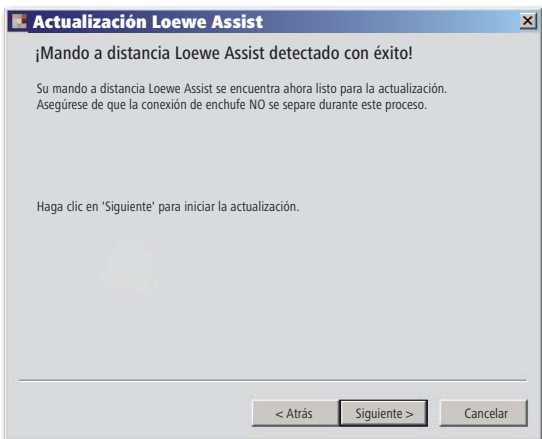 Actualización Loewe Assist
¡Mando a distancia Loewe Assist detectado con éxito!
Su mando a distancia Loewe Assist se encuentra ahora listo para la actualización.
Asegúrese de que la conexión de enchufe NO se separe durante este proceso.
Haga clic en 'Siguiente' para iniciar la actualización.
< Atrás Siguiente > Cancelar